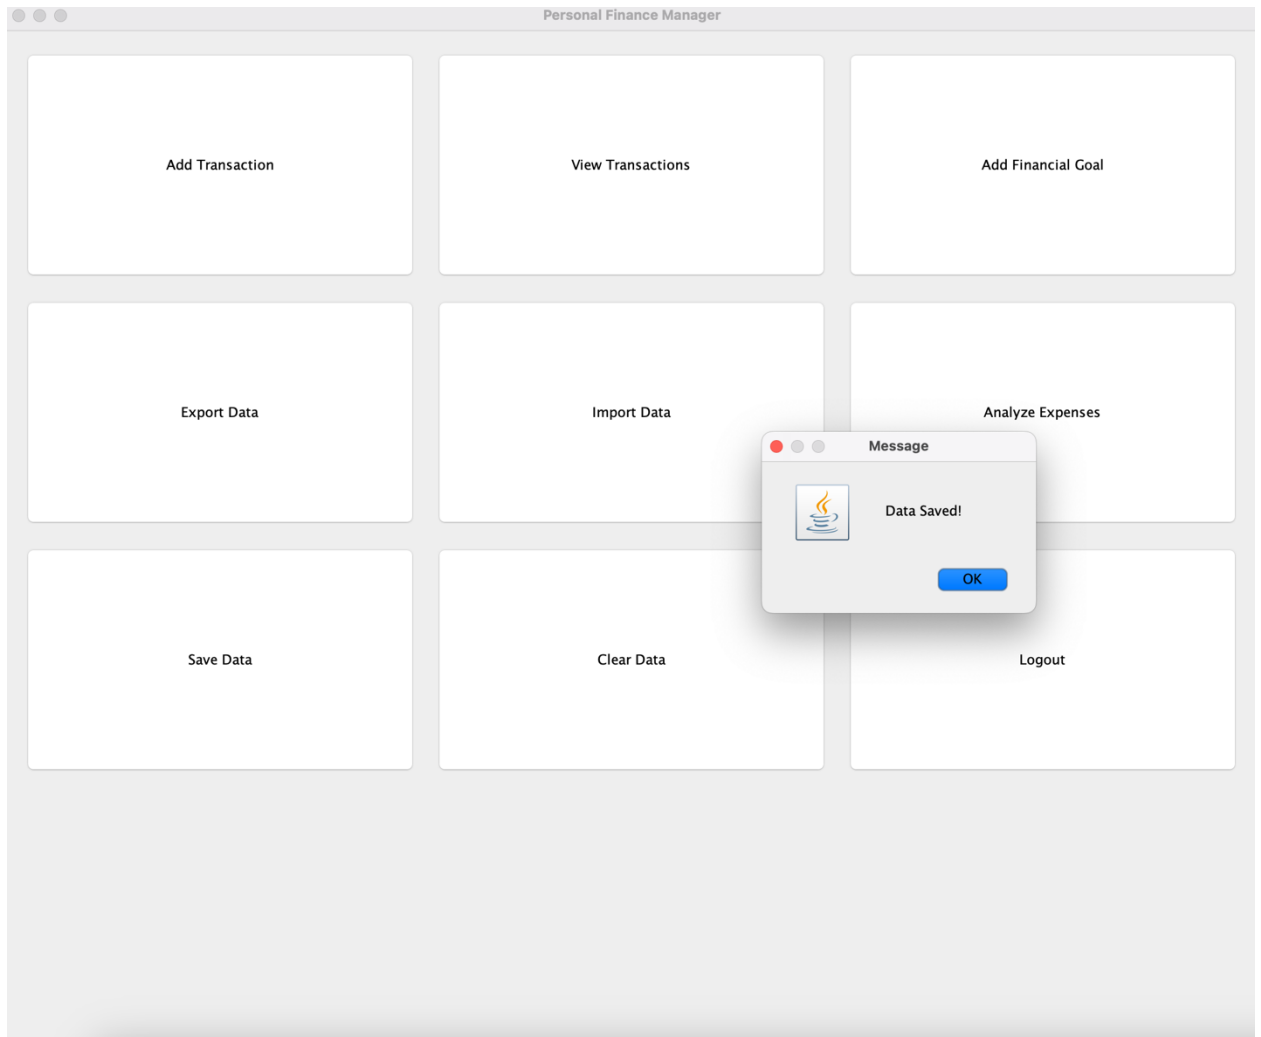 Personal Finance Manager
Add Transaction
View Transactions
Add Financial Goal
Export Data
Import Data
Analyze Expenses
Message
Data Saved!
OK
Save Data
Clear Data
Logout